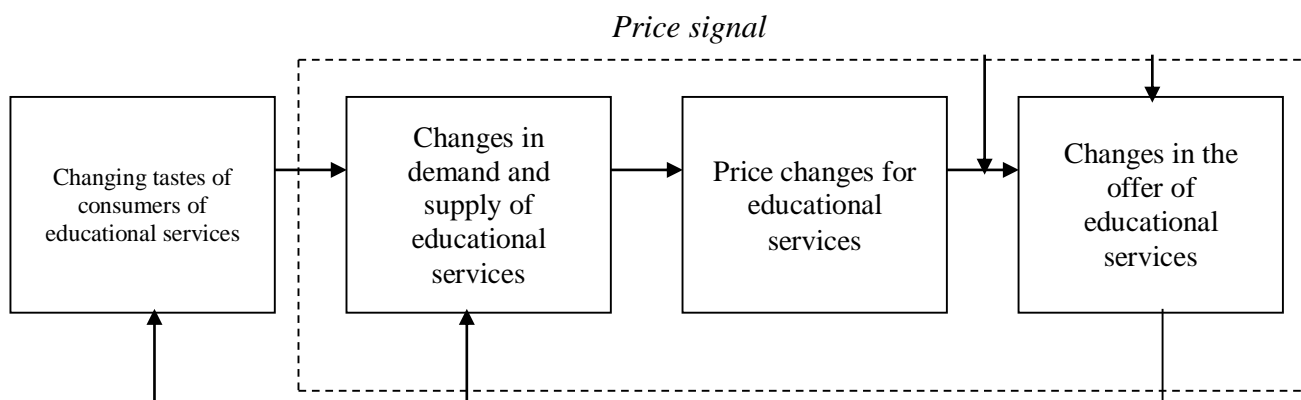 Price signal
Changing tastes of
consumers of
educational services
Changes in
demand and
supply of
educational
services
Price changes for
educational
services
Changes in the
offer of
educational
services